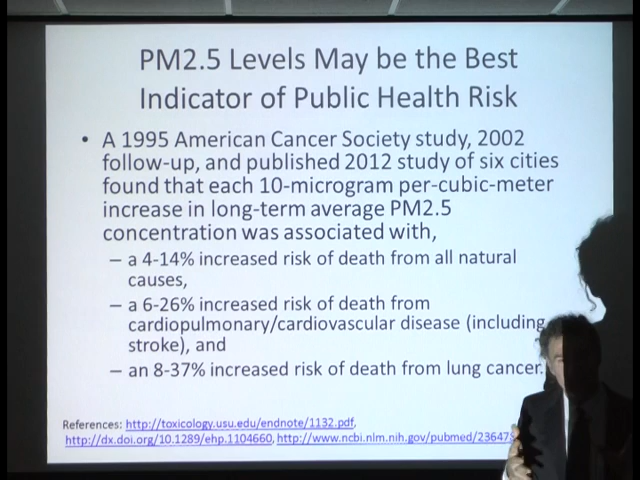 PM2.5 Levels May be the Best
Indicator of Public Health Risk
• A 1995 American Cancer Society study, 2002
follow-up, and published 2012 study of six cities
found that each 10-microgram per-cubic-meter
increase in long-term average PM2.5
concentration was associated with,
– a 4-14% increased risk of death from all natural
causes,
– a 6-26% increased risk of death from
cardiopulmonary/cardiovascular disease (including
stroke), and
– an 8-37% increased risk of death from lung cancer.
References: http://toxicology.usu.edu/endnote/1132.pdf,
http://dx.doi.org/10.1289/ehp.1104660, http://www.ncbi.nlm.nih.gov/pubmed/23647